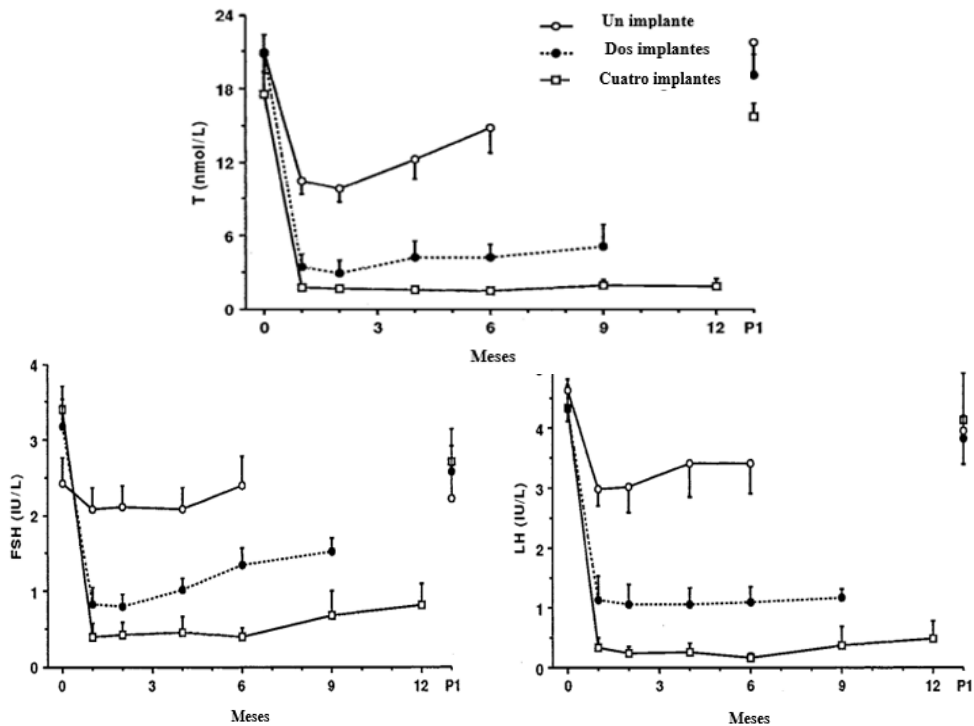 24
18
12
6
0
T (nmol/L)
Un implante
Dos implantes
Cuatro implantes
0 3 6 9 12 P1
Meses
4
3
2
1
0
FSH (IU/L)
0 3 6 9 12 P1
Meses
4
3
2
1
0
LH (IU/L)
0 3 6 9 12 P1
Meses